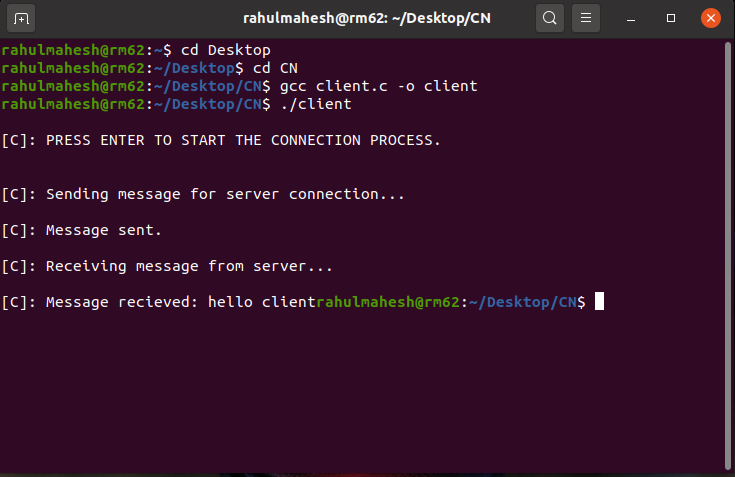 rahulmahesh@rm62: ~/Desktop/CN
rahulmahesh@rm62:~$ cd Desktop
rahulmahesh@rm62:~/Desktop$ cd CN
rahulmahesh@rm62:~/Desktop/CN$ gcc client.c -o client
rahulmahesh@rm62:~/Desktop/CN$ ./client
[C]: PRESS ENTER TO START THE CONNECTION PROCESS.
[C]: Sending message for server connection...
[C]: Message sent.
[C]: Receiving message from server...
[C]: Message recieved: hello clientrahulmahesh@rm62:~/Desktop/CN$